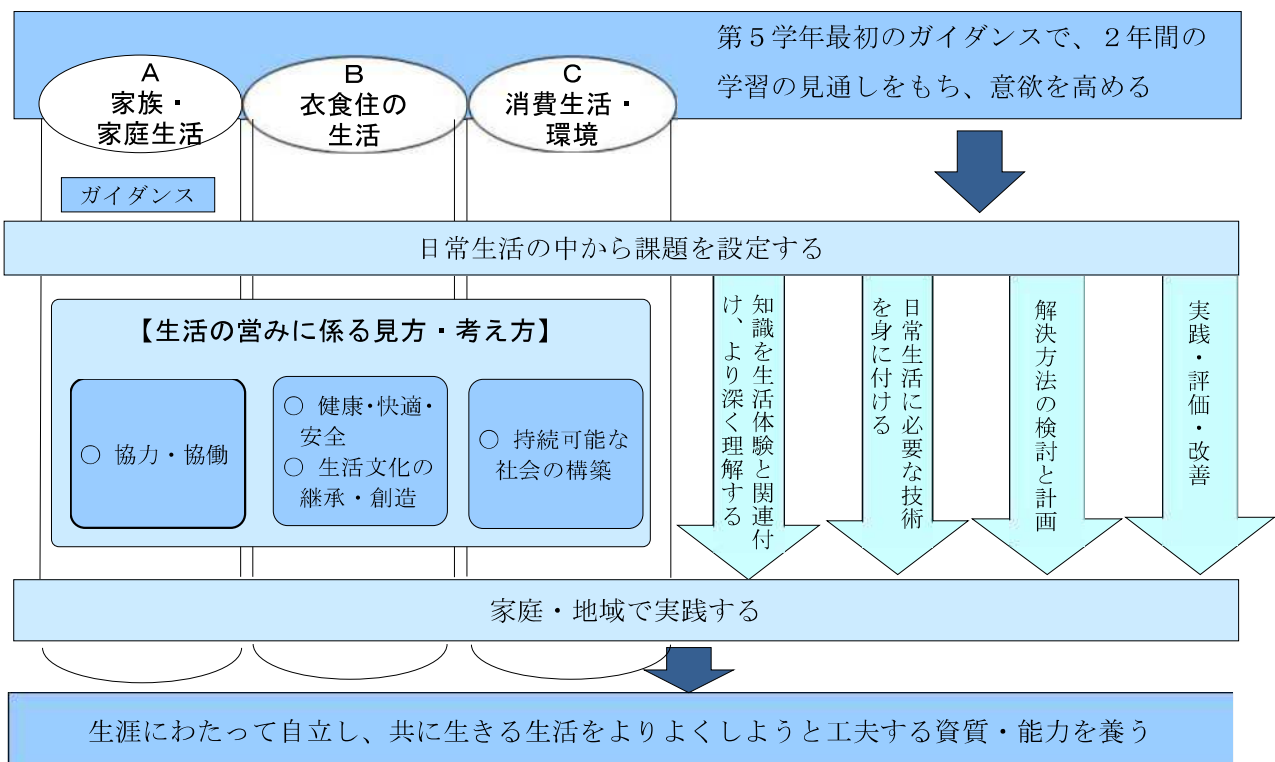 第５学年最初のガイダンスで、２年間の
学習の見通しをもち、意欲を高める
A
家族・
家庭生活
B
衣食住の
生活
C
消費生活・
環境
ガイダンス
日常生活の中から課題を設定する
【生活の営みに係る見方・考え方】
○ 協力・協働
○ 健康・快適・
安全
○ 生活文化の
継承・創造
○ 持続可能な
社会の構築
知識を生活体験と関連付
け、より深く理解する
日常生活に必要な技術
を身に付ける
解決方法の検討と計画
実践・評価・改善
家庭・地域で実践する
生涯にわたって自立し、共に生きる生活をよりよくしようと工夫する資質・能力を養う